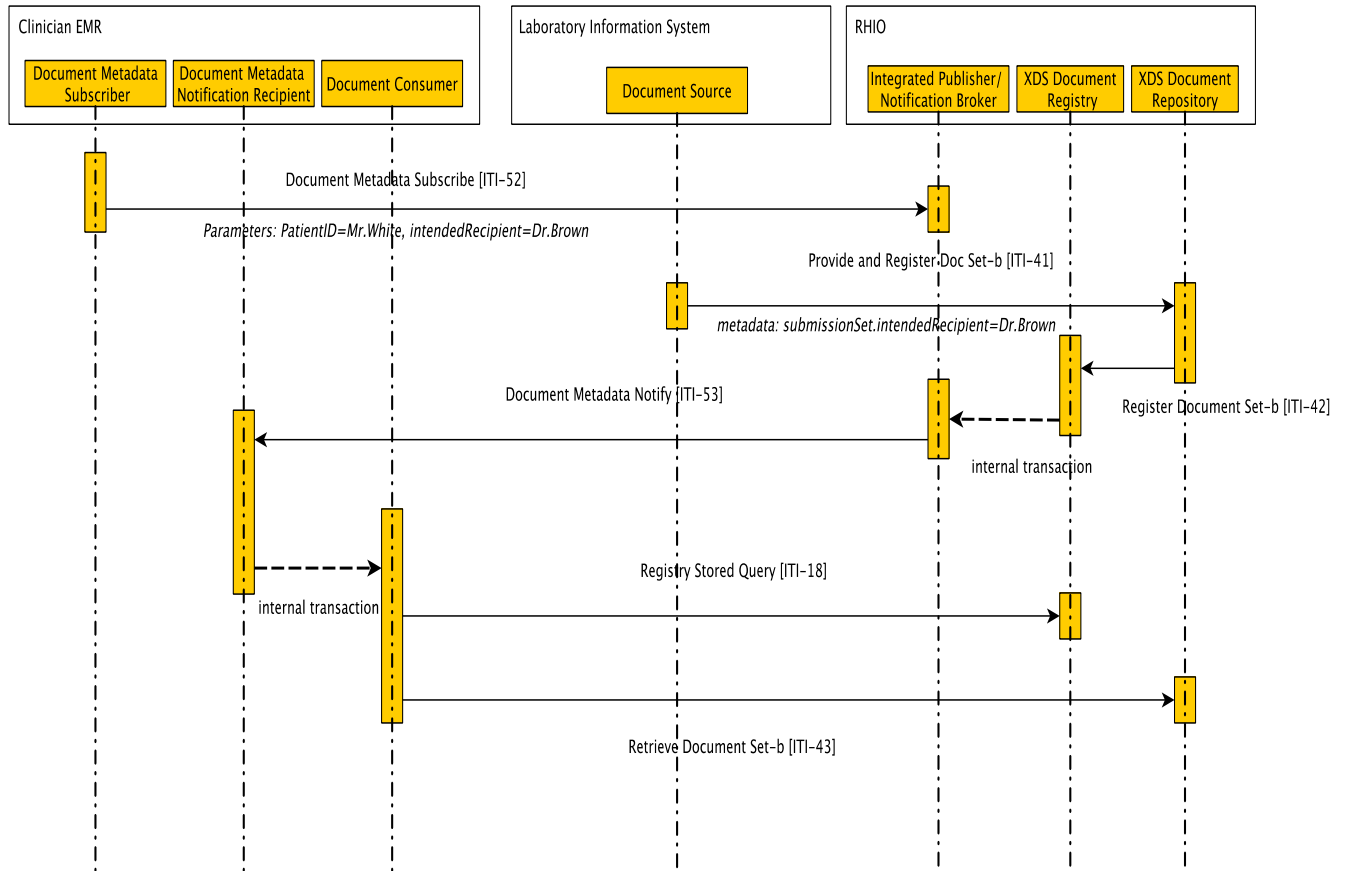 Clinician EMR
Laboratory Information System
RHIO
Document Metadata
Subscriber
Document Metadata
Notification Recipient
Document Consumer
Document Source
Integrated Publisher/
Notification Broker
XDS Document
Registry
XDS Document
Repository
Document Metadata Subscribe [ITI-52]
Parameters: PatientID=Mr.White, intendedRecipient=Dr.Brown
Provide and Register Doc Set-b [ITI-41]
metadata: submissionSet.intendedRecipient=Dr.Brown
Document Metadata Notify [ITI-53]
Register Document Set-b [ITI-42]
internal transaction
Registry Stored Query [ITI-18]
internal transaction
Retrieve Document Set-b [ITI-43]